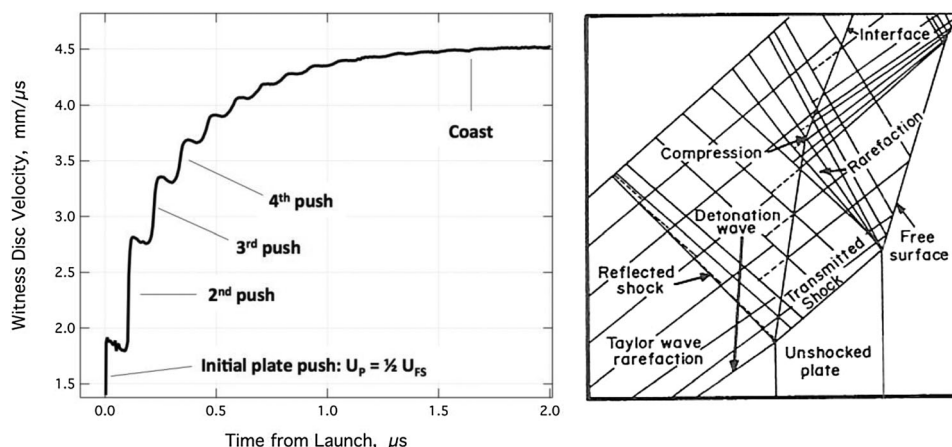 Witness Disc Velocity, mm/µs
4.5
4.0
3.5
3.0
2.5
2.0
1.5
Coast
4th push
3rd push
2nd push
Initial plate push: UP = ½ UFS
0.0
0.5
1.0
1.5
2.0
Time from Launch, µs
Interface
Compression
Rarefaction
Detonation
wave
Free
surface
Reflected
shock
Transmitted
Shock
Taylor wave
rarefaction
Unshocked
plate